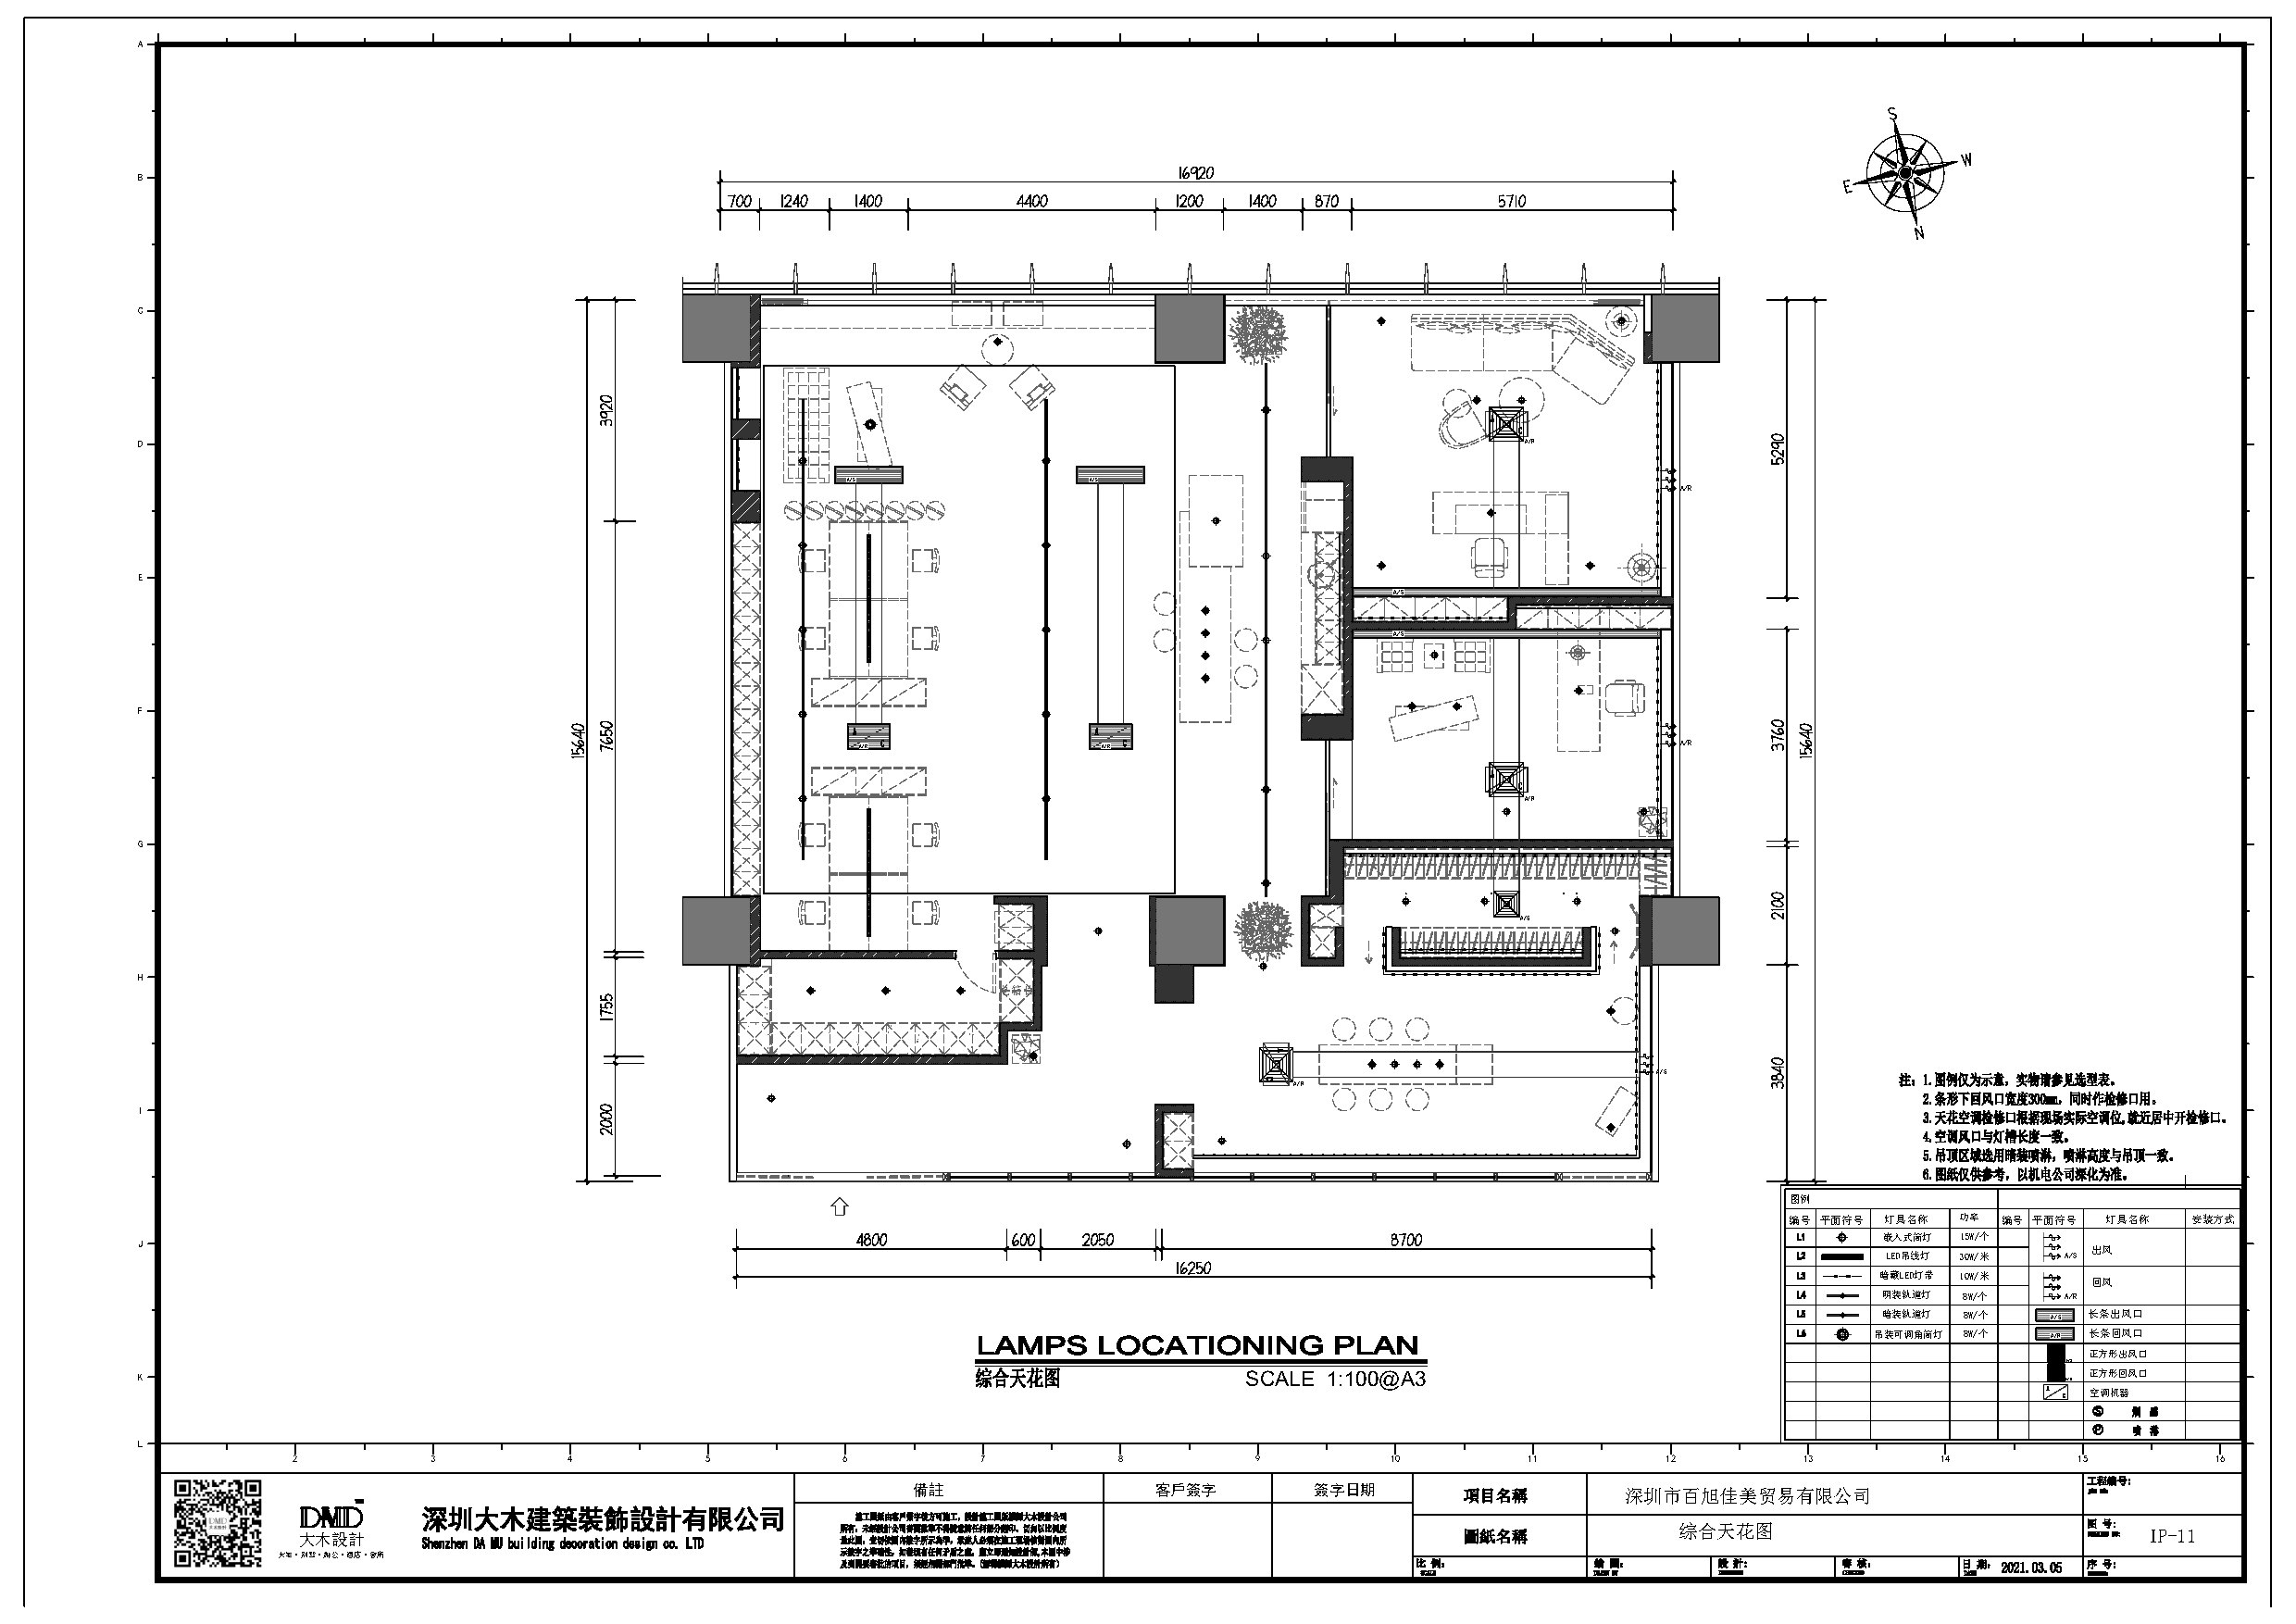 S
W
E
N
16920
700 1240 1400 4400 1200 1400 870 5710
A
B
C
D
E
F
G
H
I
J
K
L
3920
7650
15640
1755
2000
5290
3760
15640
2100
3840
A/S A/S
A/R
A/R
A/S
A/S
A/R
A/R
A/R A/R
A/S
A/R
A/S
4800 600 2050 8700
16250
注：1.图例仅为示意，实物请参见选型表。
2.条形下回风口宽度300mm，同时作检修口用。
3.天花空调检修口根据现场实际空调位,就近居中开检修口。
4.空调风口与灯槽长度一致。
5.吊顶区域选用暗装喷淋，喷淋高度与吊顶一致。
6.图纸仅供参考，以机电公司深化为准。
图例
编号 平面符号 灯具名称 功率 编号 平面符号 灯具名称 安装方式
L1 嵌入式筒灯 15W/个
L2 LED吊线灯 30W/米
A/S 出风
L3 暗藏LED灯带 10W/米
L4 明装轨道灯 8W/个
A/R 回风
L5 暗装轨道灯 8W/个
A/S 长条出风口
L6 吊装可调角筒灯 8W/个
A/R 长条回风口
正方形出风口
正方形回风口
空调机器
S 烟感
P 喷淋
LAMPS LOCATIONING PLAN
综合天花图 SCALE 1:100@A3
2 3 4 5 6 7 8 9 10 11 12 13 14 15 16
DMD
大木設計
深圳大木建築裝飾設計有限公司
Shenzhen DA MU building decoration design co. LTD
備註
客戶簽字
簽字日期
項目名稱
深圳市百旭佳美贸易有限公司
圖紙名稱
综合天花图
工程編号:
图 号:
IP-11
比 例:
繪 圖:
設 計:
審 核:
日 期: 2021.03.05
序 号: